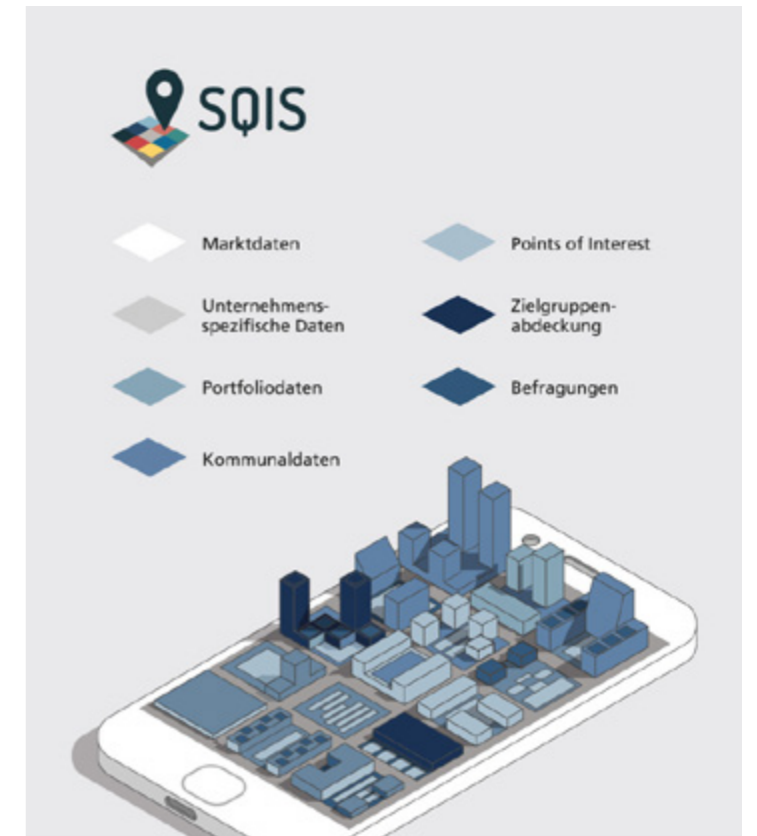 SQIS
Marktdaten
Unternehmens-
spezifische Daten
Portfoliodaten
Kommunaldaten
Points of Interest
Zielgruppen-
abdeckung
Befragungen